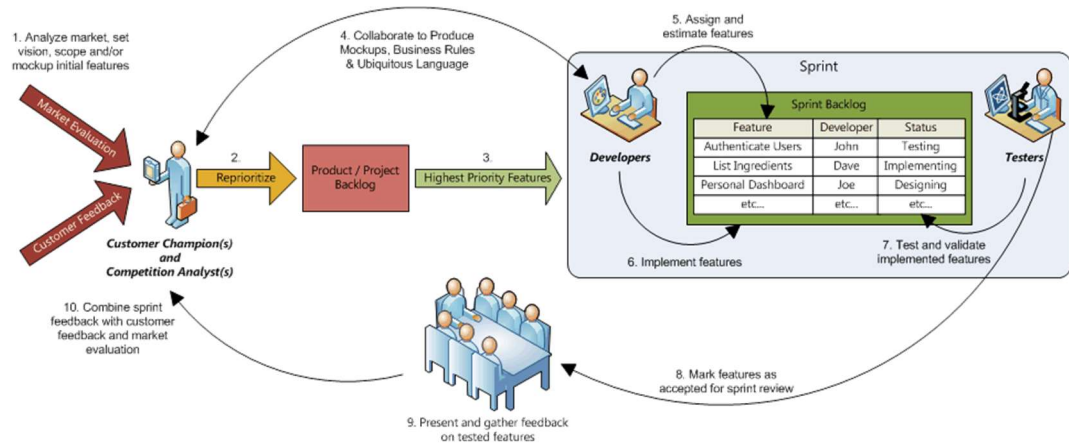 1. Analyze market, set
vision, scope and/or
mockup initial features
Market Evaluation
Customer Feedback
Customer Champion(s)
and
Competition Analyst(s)
2.
Reprioritize
Product / Project
Backlog
3.
Highest Priority Features
4. Collaborate to Produce
Mockups, Business Rules
& Ubiquitous Language
5. Assign and
estimate features
Sprint
Developers
Sprint Backlog
Feature Developer Status
Authenticate Users John Testing
List Ingredients Dave Implementing
Personal Dashboard Joe Designing
etc... etc... etc...
Testers
6. Implement features
7. Test and validate
implemented features
8. Mark features as
accepted for sprint review
9. Present and gather feedback
on tested features
10. Combine sprint
feedback with customer
feedback and market
evaluation